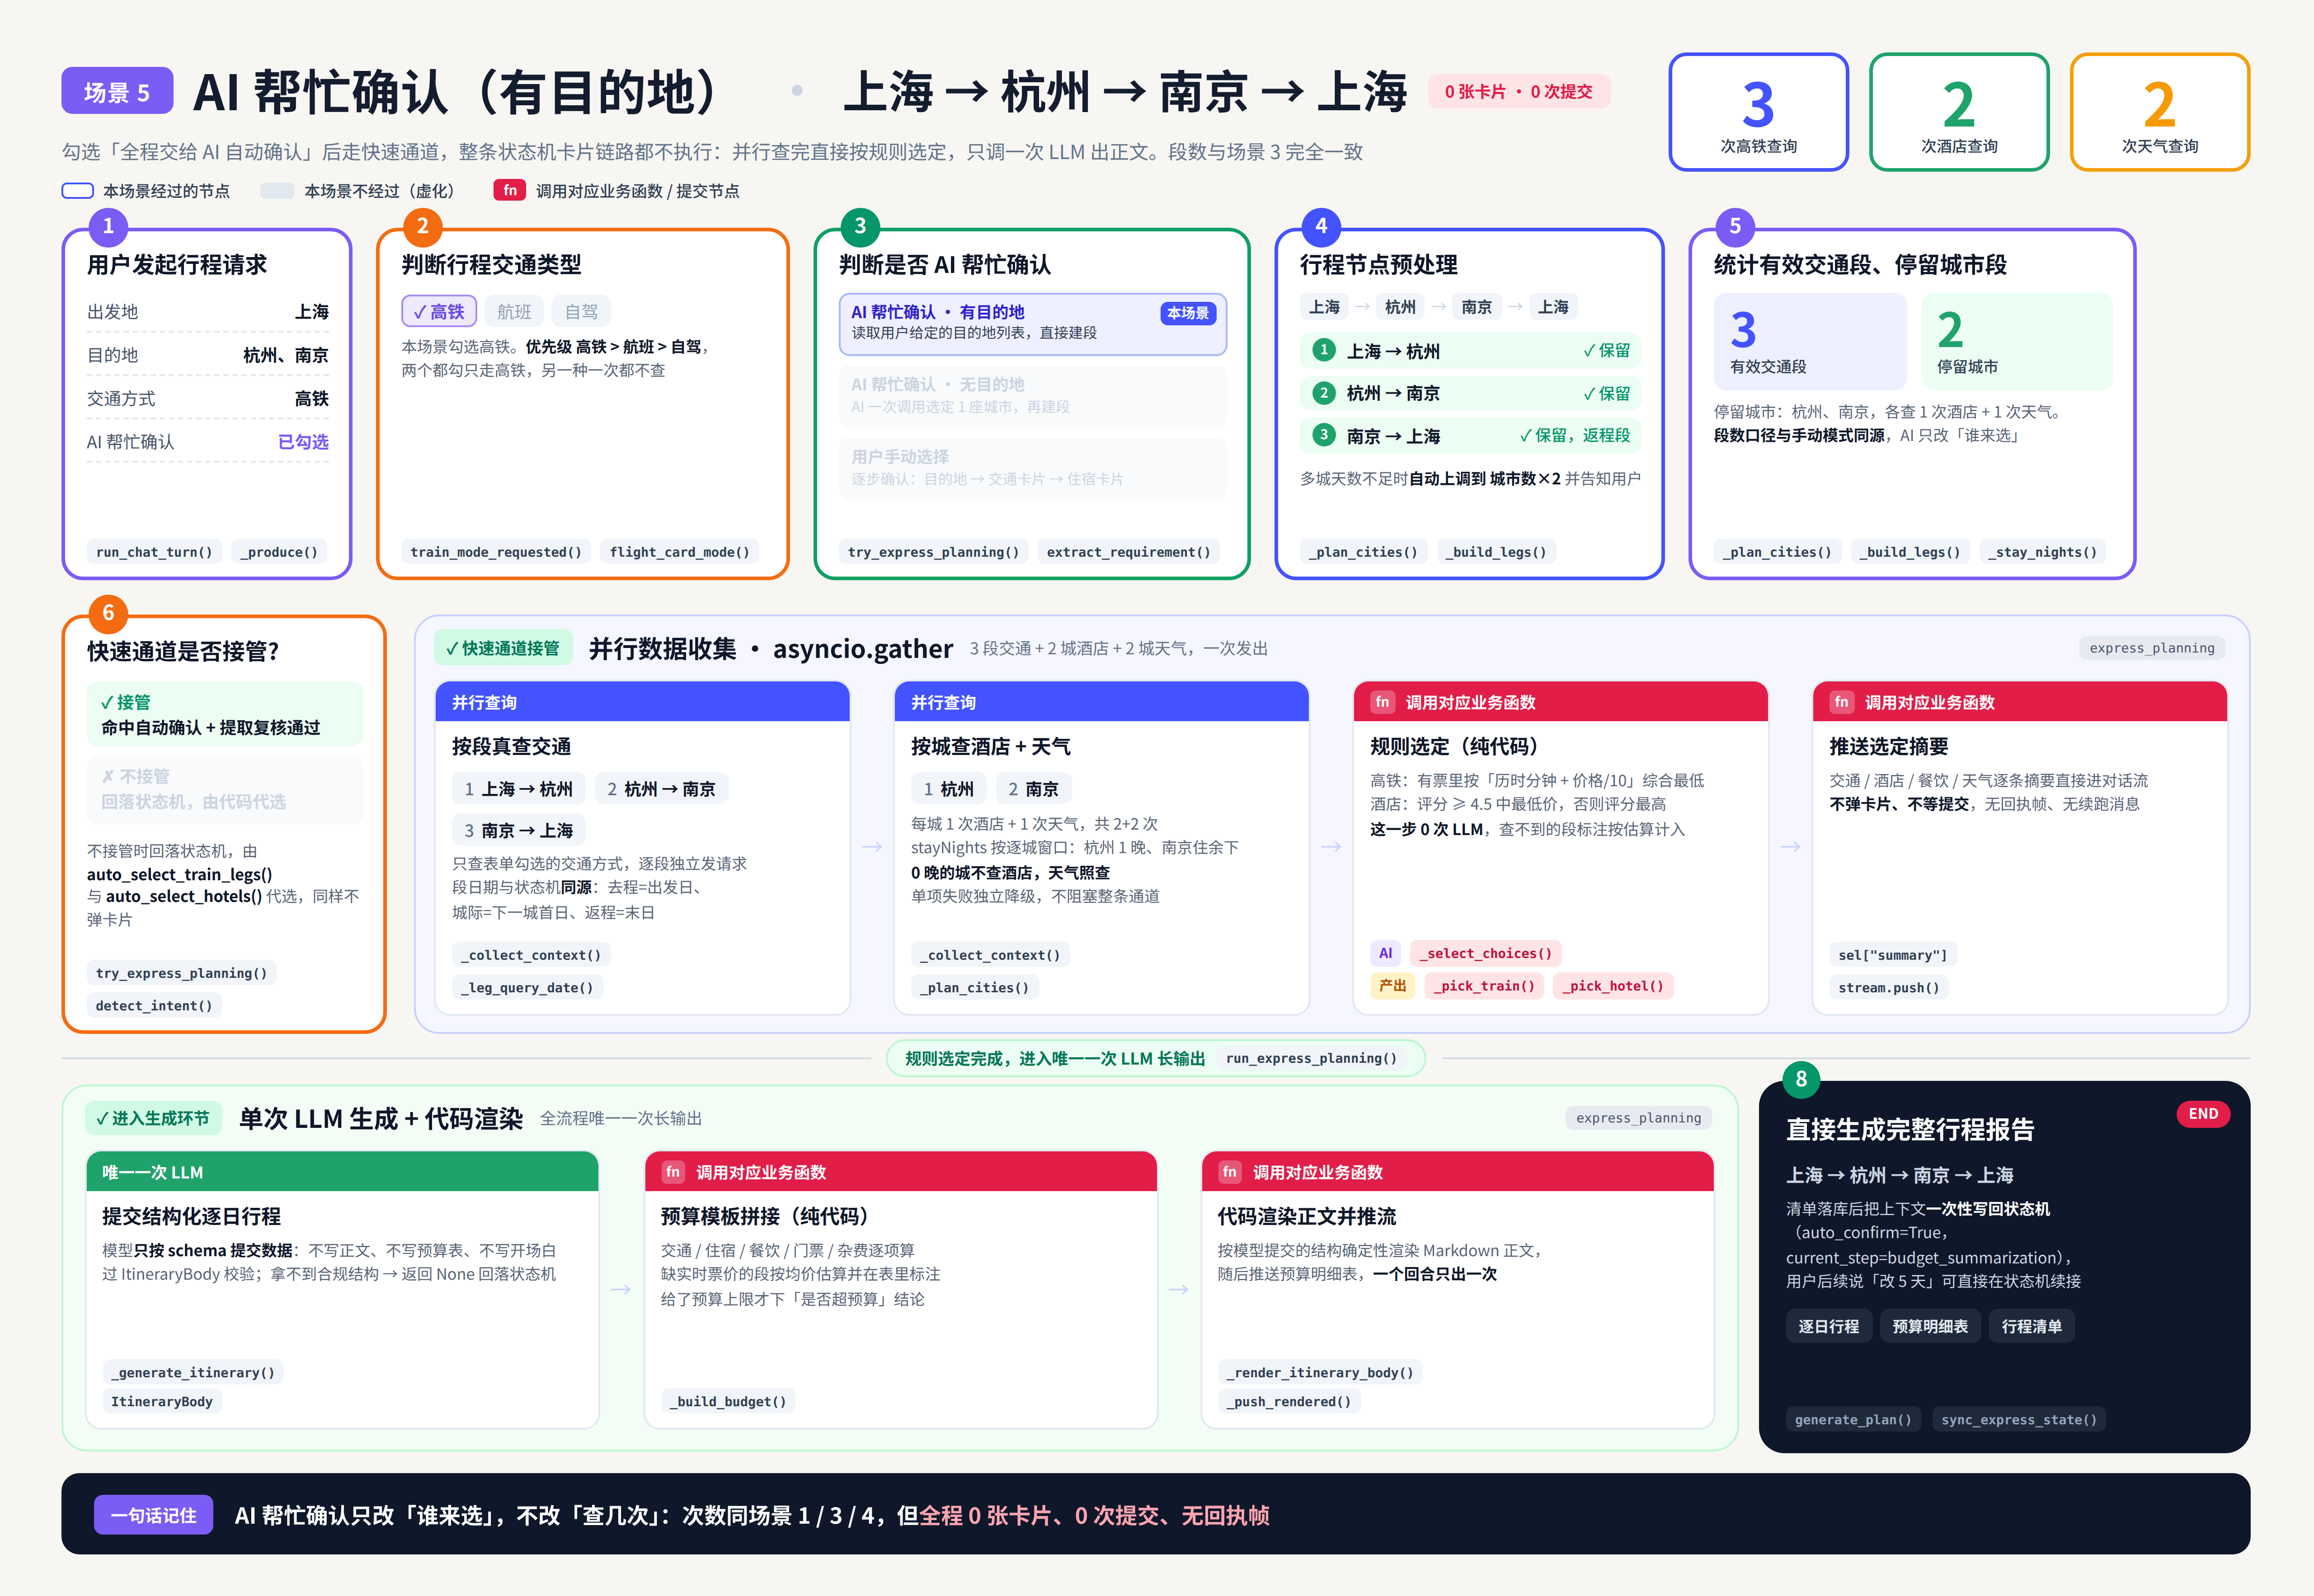 场景 5
AI 帮忙确认（有目的地） • 上海 → 杭州 → 南京 → 上海
0 张卡片 · 0 次提交
3
次高铁查询
2
次酒店查询
2
次天气查询
勾选「全程交给 AI 自动确认」后走快速通道，整条状态机卡片链路都不执行：并行查完直接按规则选定，只调一次 LLM 出正文。段数与场景 3 完全一致
本场景经过的节点
本场景不经过（虚化）
fn 调用对应业务函数 / 提交节点
1
用户发起行程请求
出发地 上海
目的地 杭州、南京
交通方式 高铁
AI 帮忙确认 已勾选
run_chat_turn() _produce()
2
判断行程交通类型
✓ 高铁 航班 自驾
本场景勾选高铁。优先级 高铁 > 航班 > 自驾，
两个都勾只走高铁，另一种一次都不查
train_mode_requested() flight_card_mode()
3
判断是否 AI 帮忙确认
AI 帮忙确认 · 有目的地 本场景
读取用户给定的目的地列表，直接建段
AI 帮忙确认 · 无目的地
AI 一次调用选定 1 座城市，再建段
用户手动选择
逐步确认：目的地 → 交通卡片 → 住宿卡片
try_express_planning() extract_requirement()
4
行程节点预处理
上海 → 杭州 → 南京 → 上海
1 上海 → 杭州 ✓ 保留
2 杭州 → 南京 ✓ 保留
3 南京 → 上海 ✓ 保留，返程段
多城天数不足时自动上调到 城市数×2 并告知用户
_plan_cities() _build_legs()
5
统计有效交通段、停留城市段
3
有效交通段
2
停留城市
停留城市：杭州、南京，各查 1 次酒店 + 1 次天气。
段数口径与手动模式同源，AI 只改「谁来选」
_plan_cities() _build_legs() _stay_nights()
6
快速通道是否接管?
✓ 接管
命中自动确认 + 提取复核通过
✗ 不接管
回落状态机，由代码代选
不接管时回落状态机，由
auto_select_train_legs()
与 auto_select_hotels() 代选，同样不
弹卡片
try_express_planning()
detect_intent()
✓ 快速通道接管 并行数据收集 · asyncio.gather 3 段交通 + 2 城酒店 + 2 城天气，一次发出 express_planning
并行查询
按段真查交通
1 上海 → 杭州 2 杭州 → 南京
3 南京 → 上海
只查表单勾选的交通方式，逐段独立发请求
段日期与状态机同源：去程=出发日、
城际=下一城首日、返程=末日
_collect_context()
_leg_query_date()
→
并行查询
按城查酒店 + 天气
1 杭州 2 南京
每城 1 次酒店 + 1 次天气，共 2+2 次
stayNights 按逐城窗口：杭州 1 晚、南京住余下
0 晚的城不查酒店，天气照查
单项失败独立降级，不阻塞整条通道
_collect_context()
_plan_cities()
→
fn 调用对应业务函数
规则选定（纯代码）
高铁：有票里按「历时分钟 + 价格/10」综合最低
酒店：评分 ≥ 4.5 中最低价，否则评分最高
这一步 0 次 LLM，查不到的段标注按估算计入
AI _select_choices()
产出 _pick_train() _pick_hotel()
→
fn 调用对应业务函数
推送选定摘要
交通 / 酒店 / 餐饮 / 天气逐条摘要直接进对话流
不弹卡片、不等提交，无回执帧、无续跑消息
sel["summary"]
stream.push()
规则选定完成，进入唯一一次 LLM 长输出 run_express_planning()
✓ 进入生成环节 单次 LLM 生成 + 代码渲染 全流程唯一一次长输出 express_planning
唯一一次 LLM
提交结构化逐日行程
模型只按 schema 提交数据：不写正文、不写预算表、不写开场白
过 ItineraryBody 校验；拿不到合规结构 → 返回 None 回落状态机
_generate_itinerary()
ItineraryBody
→
fn 调用对应业务函数
预算模板拼接（纯代码）
交通 / 住宿 / 餐饮 / 门票 / 杂费逐项算
缺实时票价的段按均价估算并在表里标注
给了预算上限才下「是否超预算」结论
_build_budget()
→
fn 调用对应业务函数
代码渲染正文并推流
按模型提交的结构确定性渲染 Markdown 正文，
随后推送预算明细表，一个回合只出一次
_render_itinerary_body()
_push_rendered()
8
END
直接生成完整行程报告
上海 → 杭州 → 南京 → 上海
清单落库后把上下文一次性写回状态机
（auto_confirm=True，
current_step=budget_summarization），
用户后续说「改 5 天」可直接在状态机续接
逐日行程 预算明细表 行程清单
generate_plan() sync_express_state()
一句话记住 AI 帮忙确认只改「谁来选」，不改「查几次」：次数同场景 1 / 3 / 4，但全程 0 张卡片、0 次提交、无回执帧